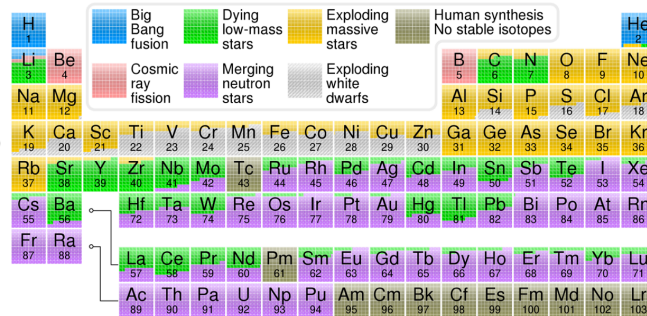 H 1
Big Bang fusion
Dying low-mass stars
Exploding massive stars
Human synthesis No stable isotopes
He 2
Li 3
Be 4
Cosmic ray fission
Merging neutron stars
Exploding white dwarfs
B 5
C 6
N 7
O 8
F 9
Ne 10
Na 11
Mg 12
Al 13
Si 14
P 15
S 16
Cl 17
Ar 18
K 19
Ca 20
Sc 21
Ti 22
V 23
Cr 24
Mn 25
Fe 26
Co 27
Ni 28
Cu 29
Zn 30
Ga 31
Ge 32
As 33
Se 34
Br 35
Kr 36
Rb 37
Sr 38
Y 39
Zr 40
Nb 41
Mo 42
Tc 43
Ru 44
Rh 45
Pd 46
Ag 47
Cd 48
In 49
Sn 50
Sb 51
Te 52
I 53
Xe 54
Cs 55
Ba 56
Hf 72
Ta 73
W 74
Re 75
Os 76
Ir 77
Pt 78
Au 79
Hg 80
Tl 81
Pb 82
Bi 83
Po 84
At 85
Rn 86
Fr 87
Ra 88
La 57
Ce 58
Pr 59
Nd 60
Pm 61
Sm 62
Eu 63
Gd 64
Tb 65
Dy 66
Ho 67
Er 68
Tm 69
Yb 70
Lu 71
Ac 89
Th 90
Pa 91
U 92
Np 93
Pu 94
Am 95
Cm 96
Bk 97
Cf 98
Es 99
Fm 100
Md 101
No 102
Lr 103